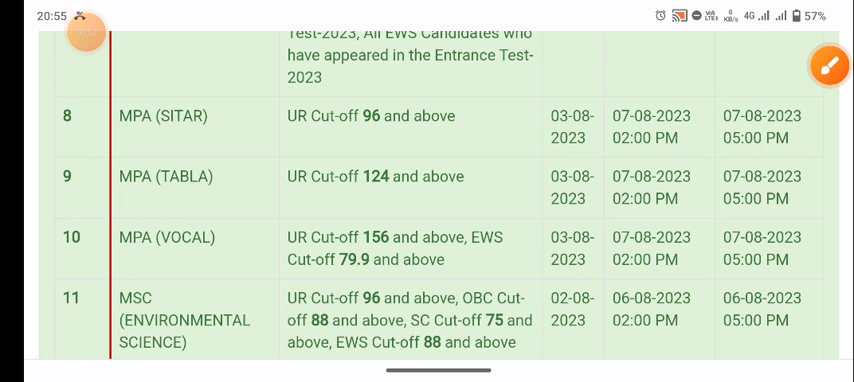 20:55
00:53
Voll LTE1
0 KB/s
4G
57%
Test-2023, All EWS Candidates who
have appeared in the Entrance Test-
2023
8 MPA (SITAR) UR Cut-off 96 and above 03-08- 07-08-2023 07-08-2023
2023 02:00 PM 05:00 PM
9 MPA (TABLA) UR Cut-off 124 and above 03-08- 07-08-2023 07-08-2023
2023 02:00 PM 05:00 PM
10 MPA (VOCAL) UR Cut-off 156 and above, EWS 03-08- 07-08-2023 07-08-2023
Cut-off 79.9 and above 2023 02:00 PM 05:00 PM
11 MSC UR Cut-off 96 and above, OBC Cut- 02-08- 06-08-2023 06-08-2023
(ENVIRONMENTAL off 88 and above, SC Cut-off 75 and 2023 02:00 PM 05:00 PM
SCIENCE) above, EWS Cut-off 88 and above